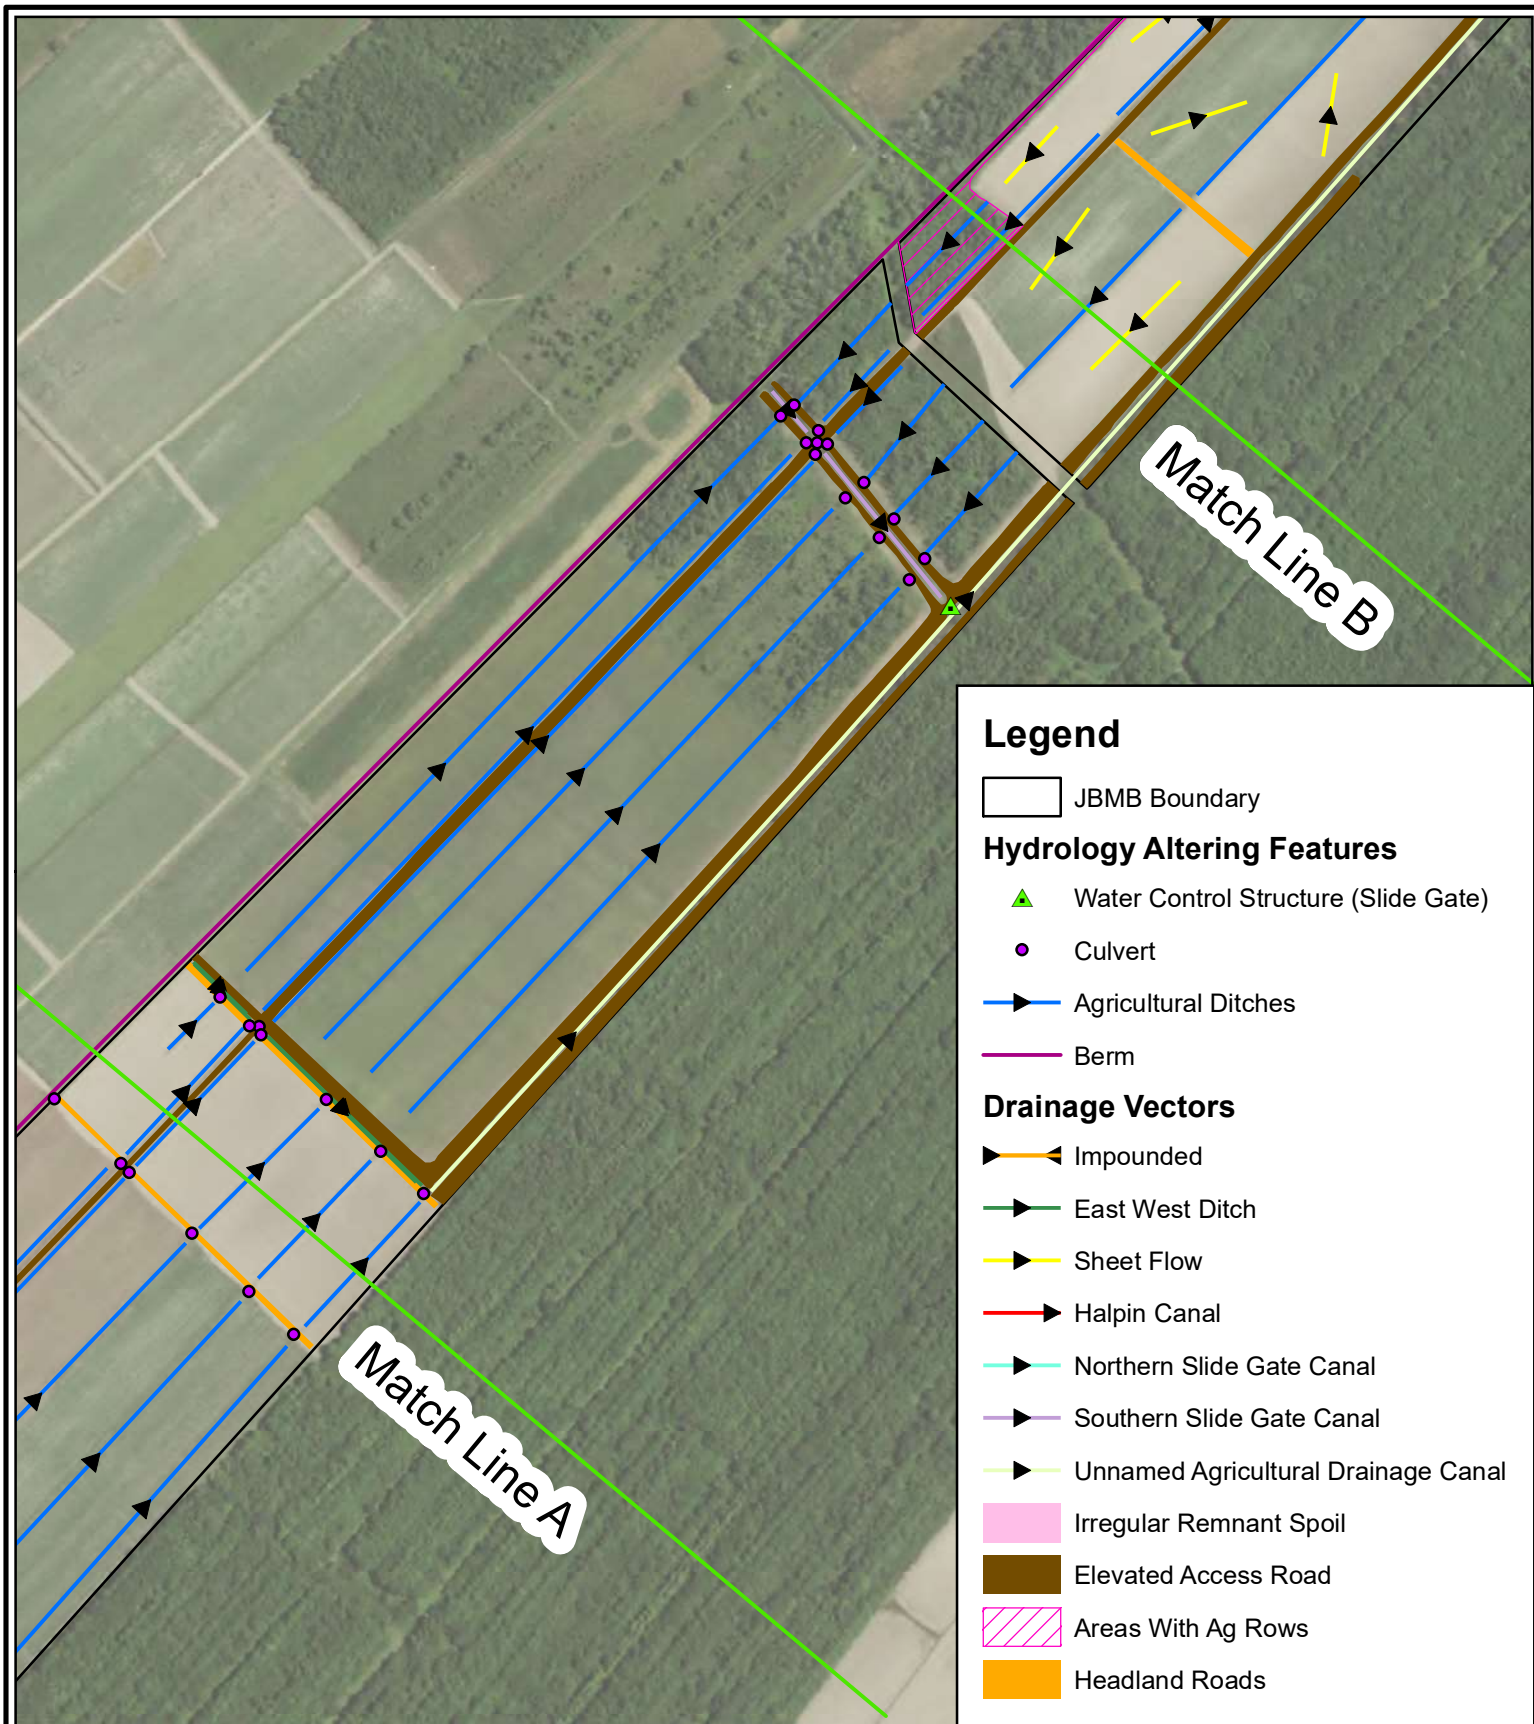 Match Line B
Match Line A
Legend
JBMB Boundary
Hydrology Altering Features
Water Control Structure (Slide Gate)
Culvert
Agricultural Ditches
Berm
Drainage Vectors
Impounded
East West Ditch
Sheet Flow
Halpin Canal
Northern Slide Gate Canal
Southern Slide Gate Canal
Unnamed Agricultural Drainage Canal
Irregular Remnant Spoil
Elevated Access Road
Areas With Ag Rows
Headland Roads